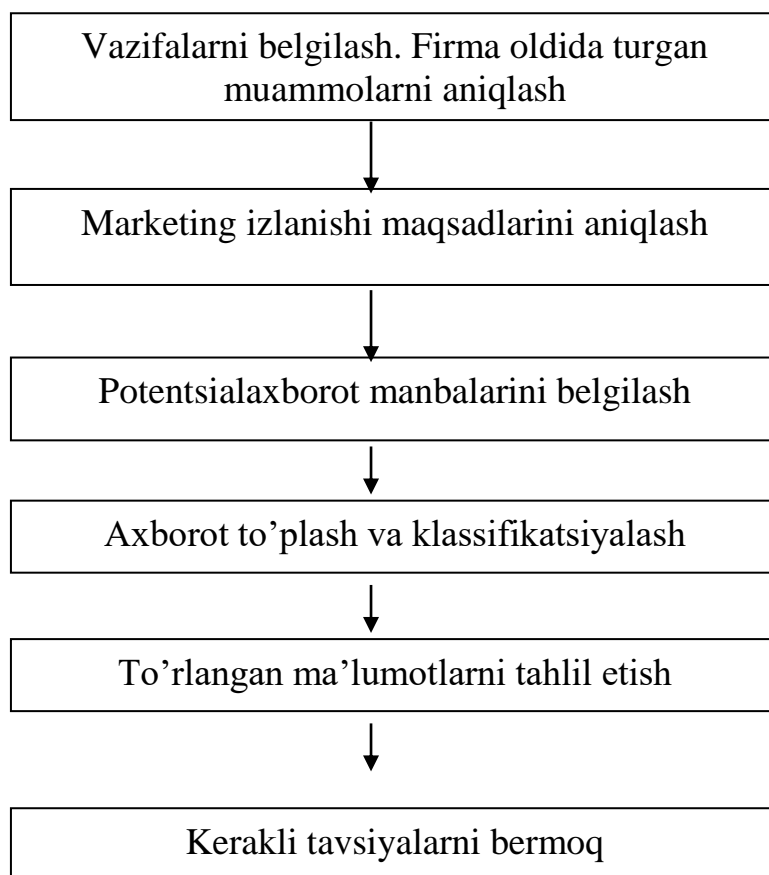 Vazifalarni belgilash. Firma oldida turgan
muammolarni aniqlash
Marketing izlanishi maqsadlarini aniqlash
Potentsialaxborot manbalarini belgilash
Axborot to’plash va klassifikatsiyalash
To’rlangan ma’lumotlarni tahlil etish
Kerakli tavsiyalarni bermoq